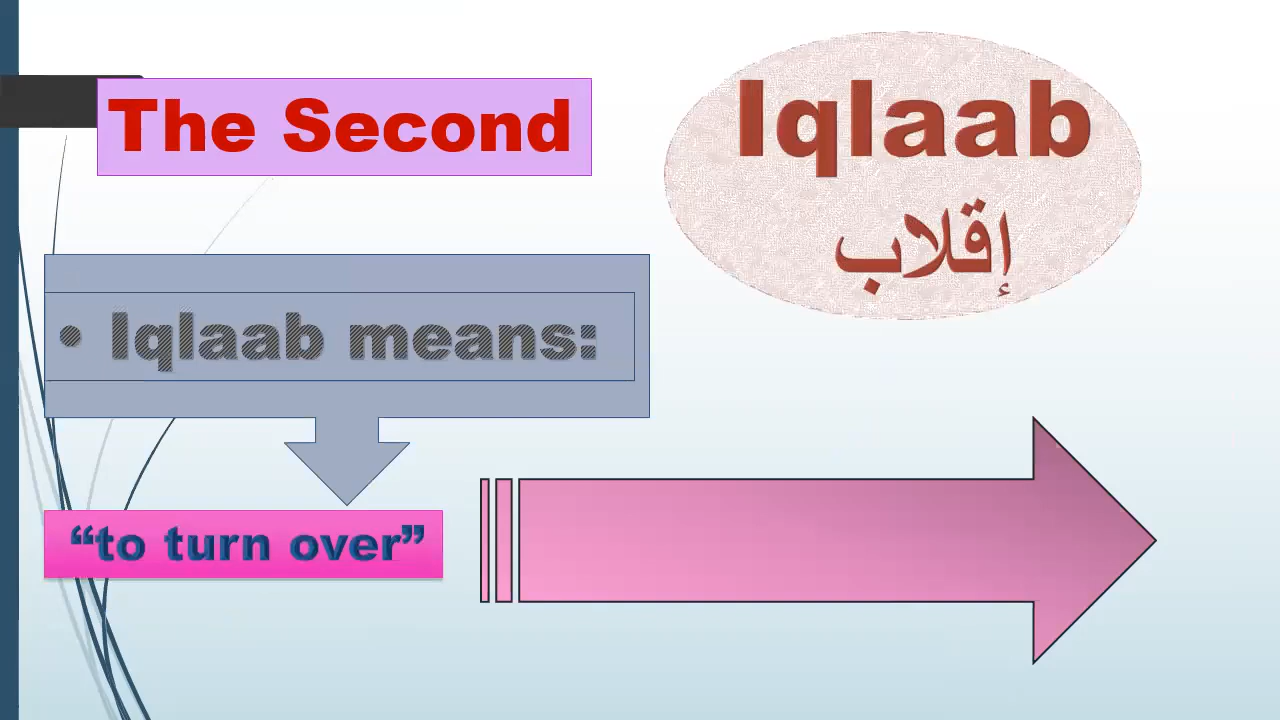 The Second
Iqlaab
إقلاب
• Iqlaab means:
“to turn over”